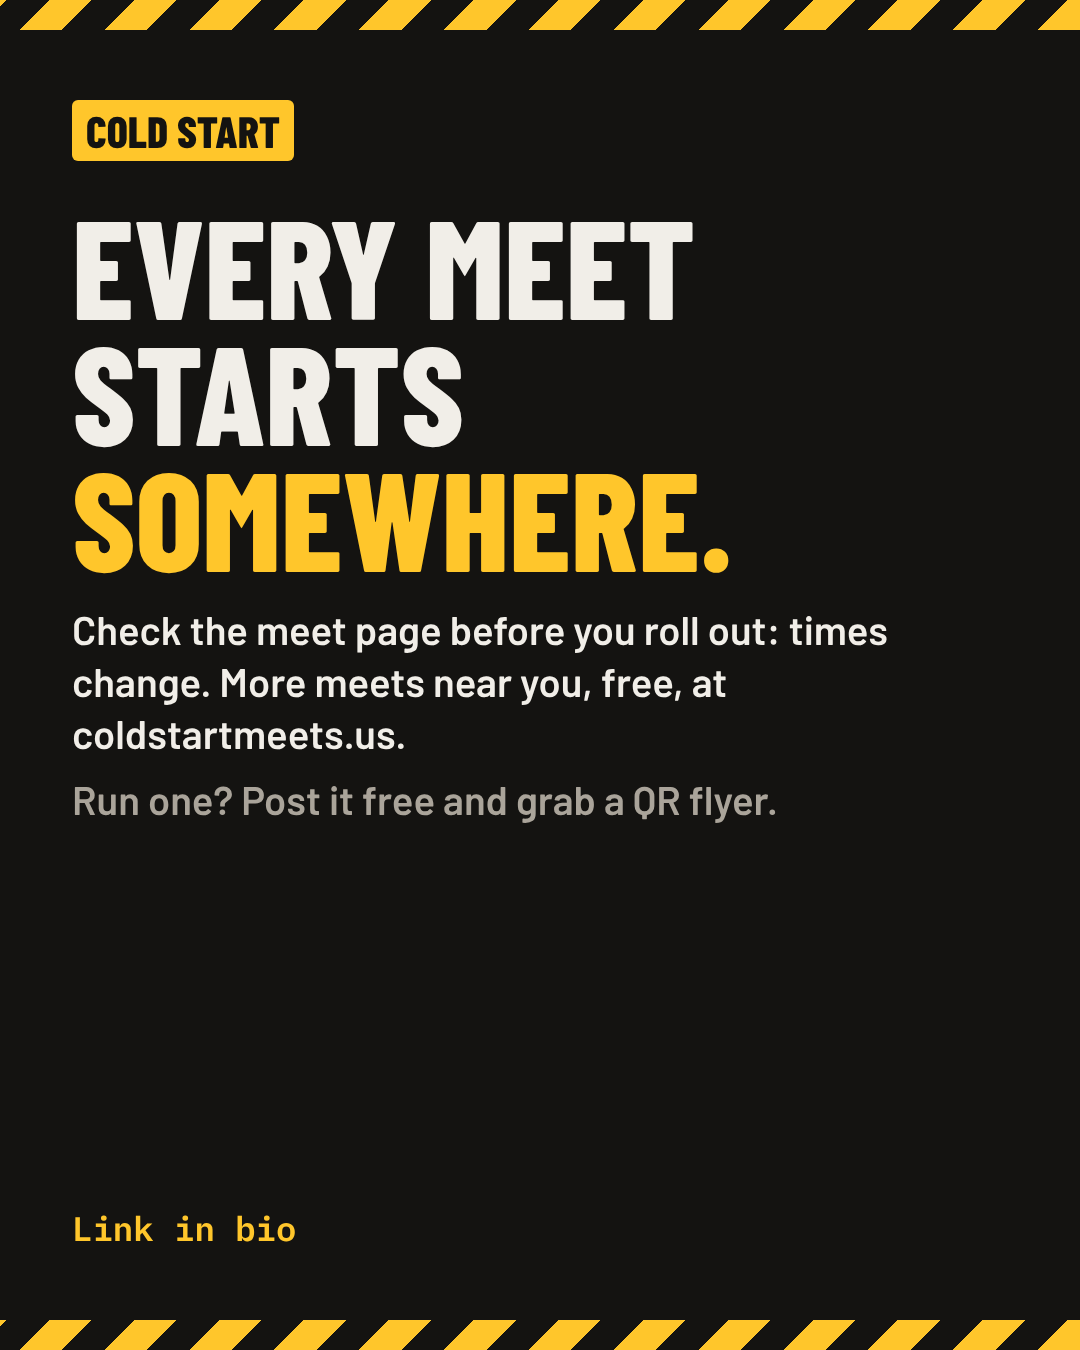 COLD START
EVERY MEET
STARTS
SOMEWHERE.
Check the meet page before you roll out: times
change. More meets near you, free, at
coldstartmeets.us.
Run one? Post it free and grab a QR flyer.
Link in bio